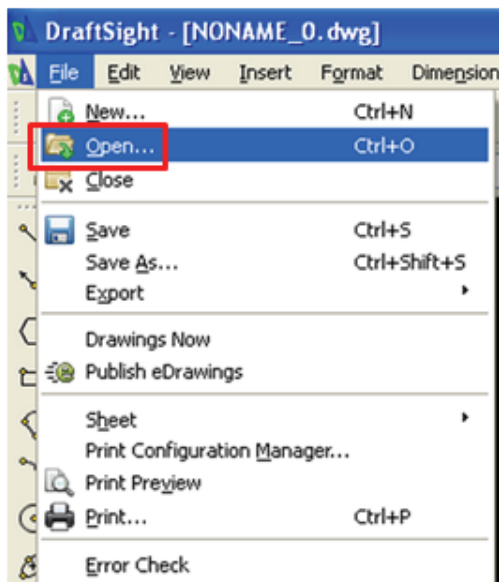 DraftSight - [NONAME_0.dwg]
File Edit View Insert Format Dimension
New... Ctrl+N
Open... Ctrl+O
Close
Save Ctrl+S
Save As... Ctrl+Shift+S
Export
Drawings Now
Publish eDrawings
Sheet
Print Configuration Manager...
Print Preview
Print... Ctrl+P
Error Check